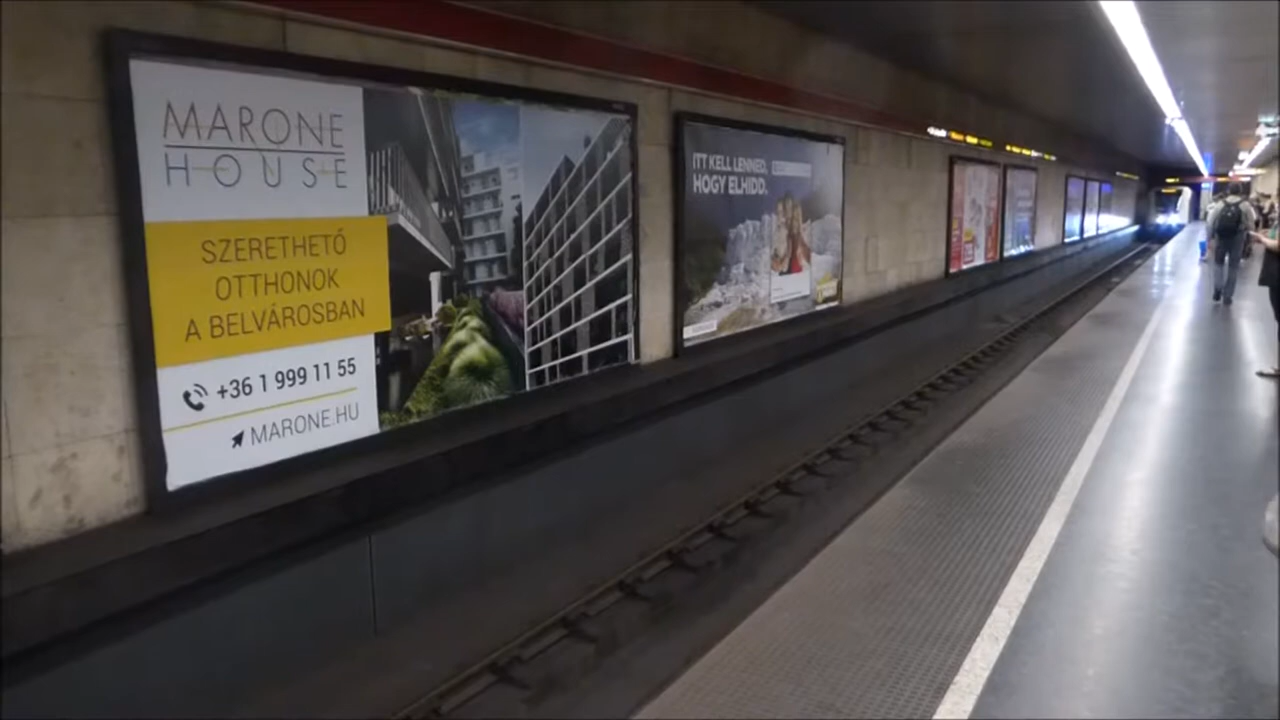 MARONE
HOUSE
SZERETHETŐ
OTTHONOK
A BELVÁROSBAN
+36 1 999 11 55
MARONE.HU
ITT KELL LENNED,
HOGY ELHIDD.